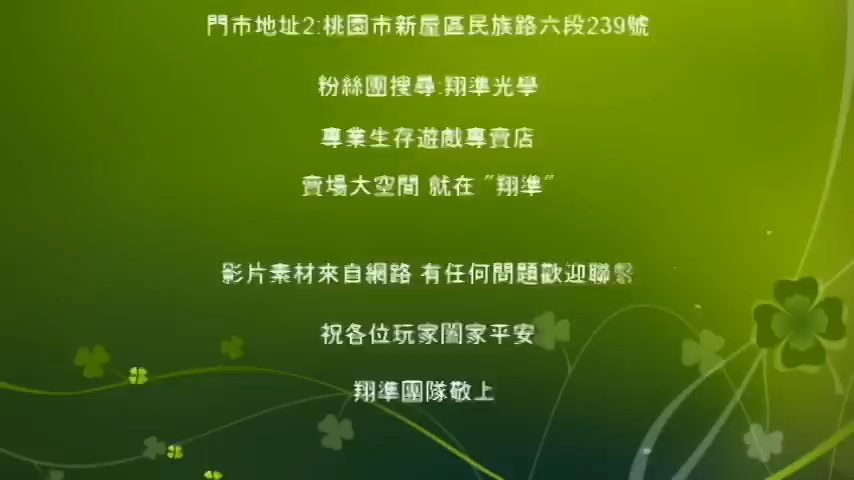 門市地址2:桃園市新屋區民族路六段239號
粉絲團搜尋:翔準光學
專業生存遊戲專賣店
賣場大空間 就在 "翔準"
影片素材來自網路 有任何問題歡迎聯繫
祝各位玩家闔家平安
翔準團隊敬上